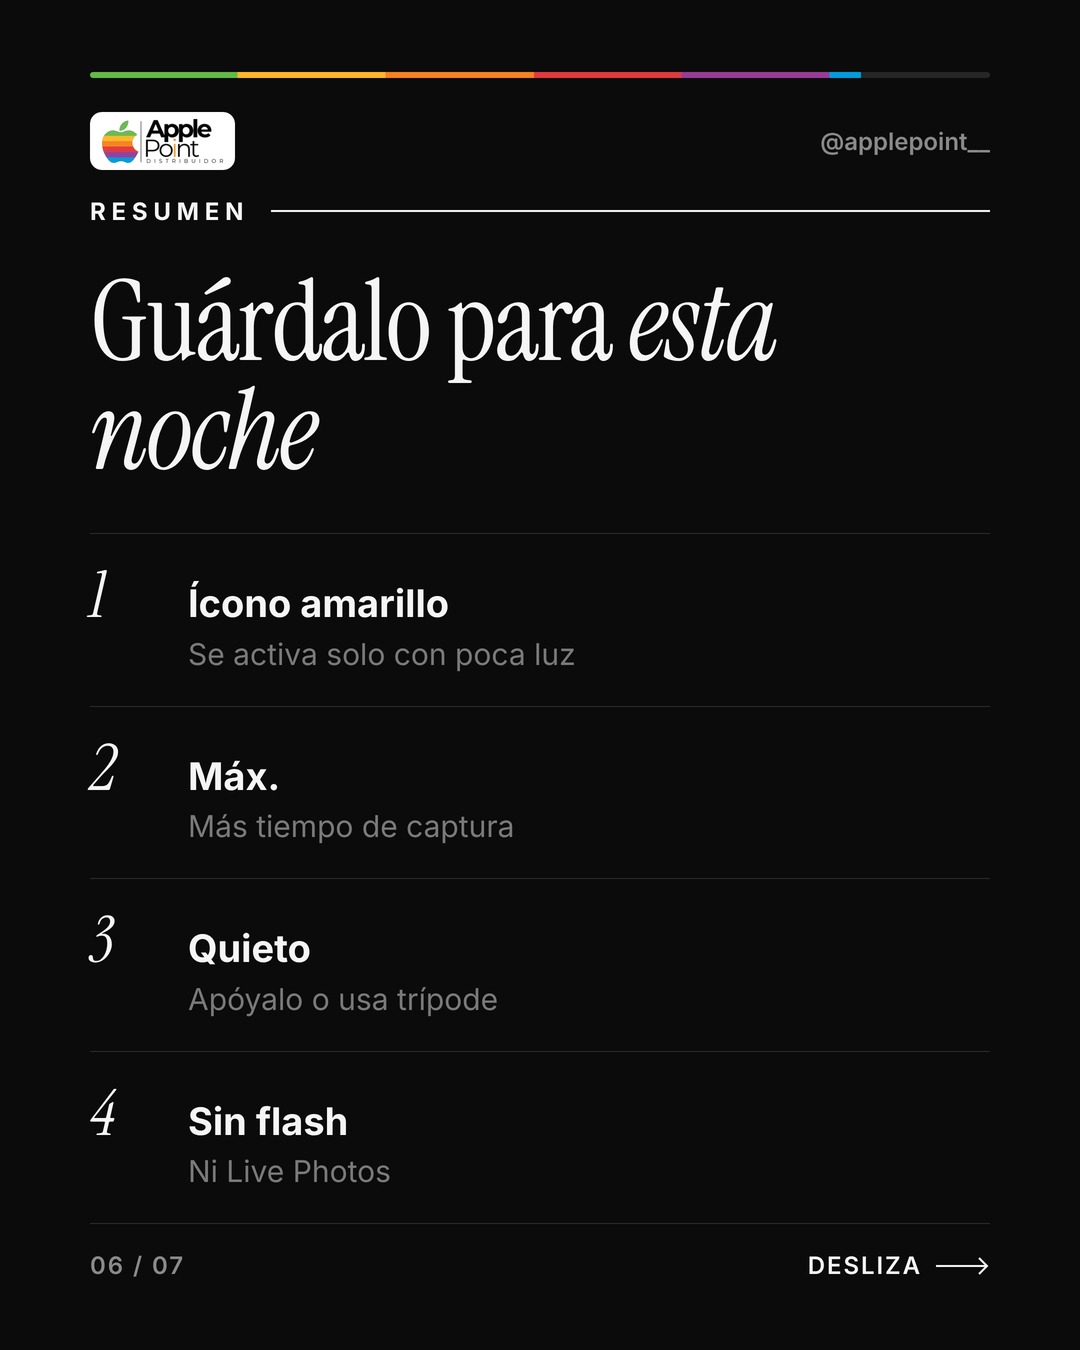 Apple
Point
DISTRIBUIDOR
@applepoint__
RESUMEN
Guárdalo para esta
noche
1
Ícono amarillo
Se activa solo con poca luz
2
Máx.
Más tiempo de captura
3
Quieto
Apóyalo o usa trípode
4
Sin flash
Ni Live Photos
06 / 07
DESLIZA